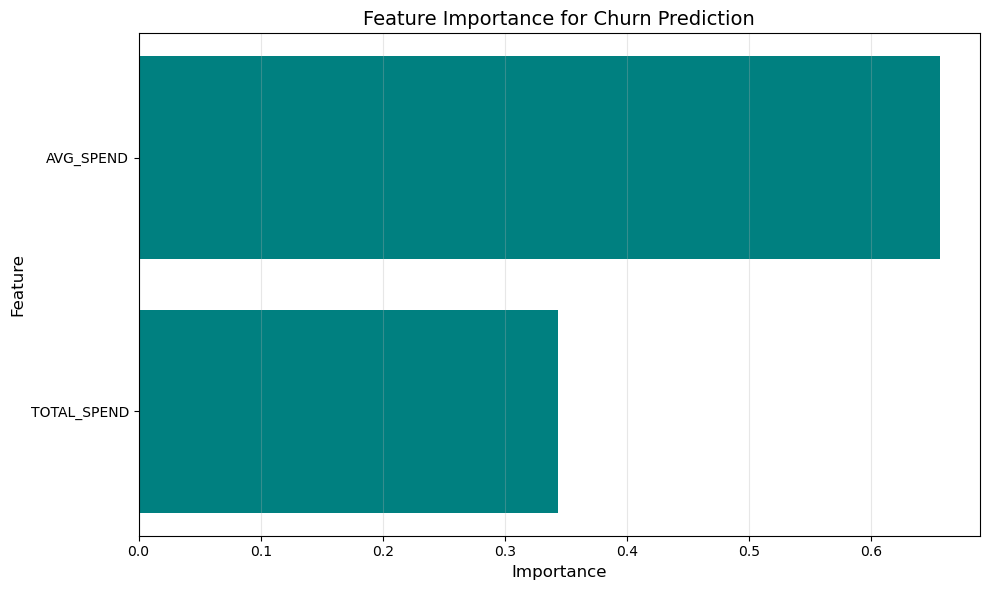 Feature Importance for Churn Prediction
AVG_SPEND
TOTAL_SPEND
Feature
0.0 0.1 0.2 0.3 0.4 0.5 0.6
Importance